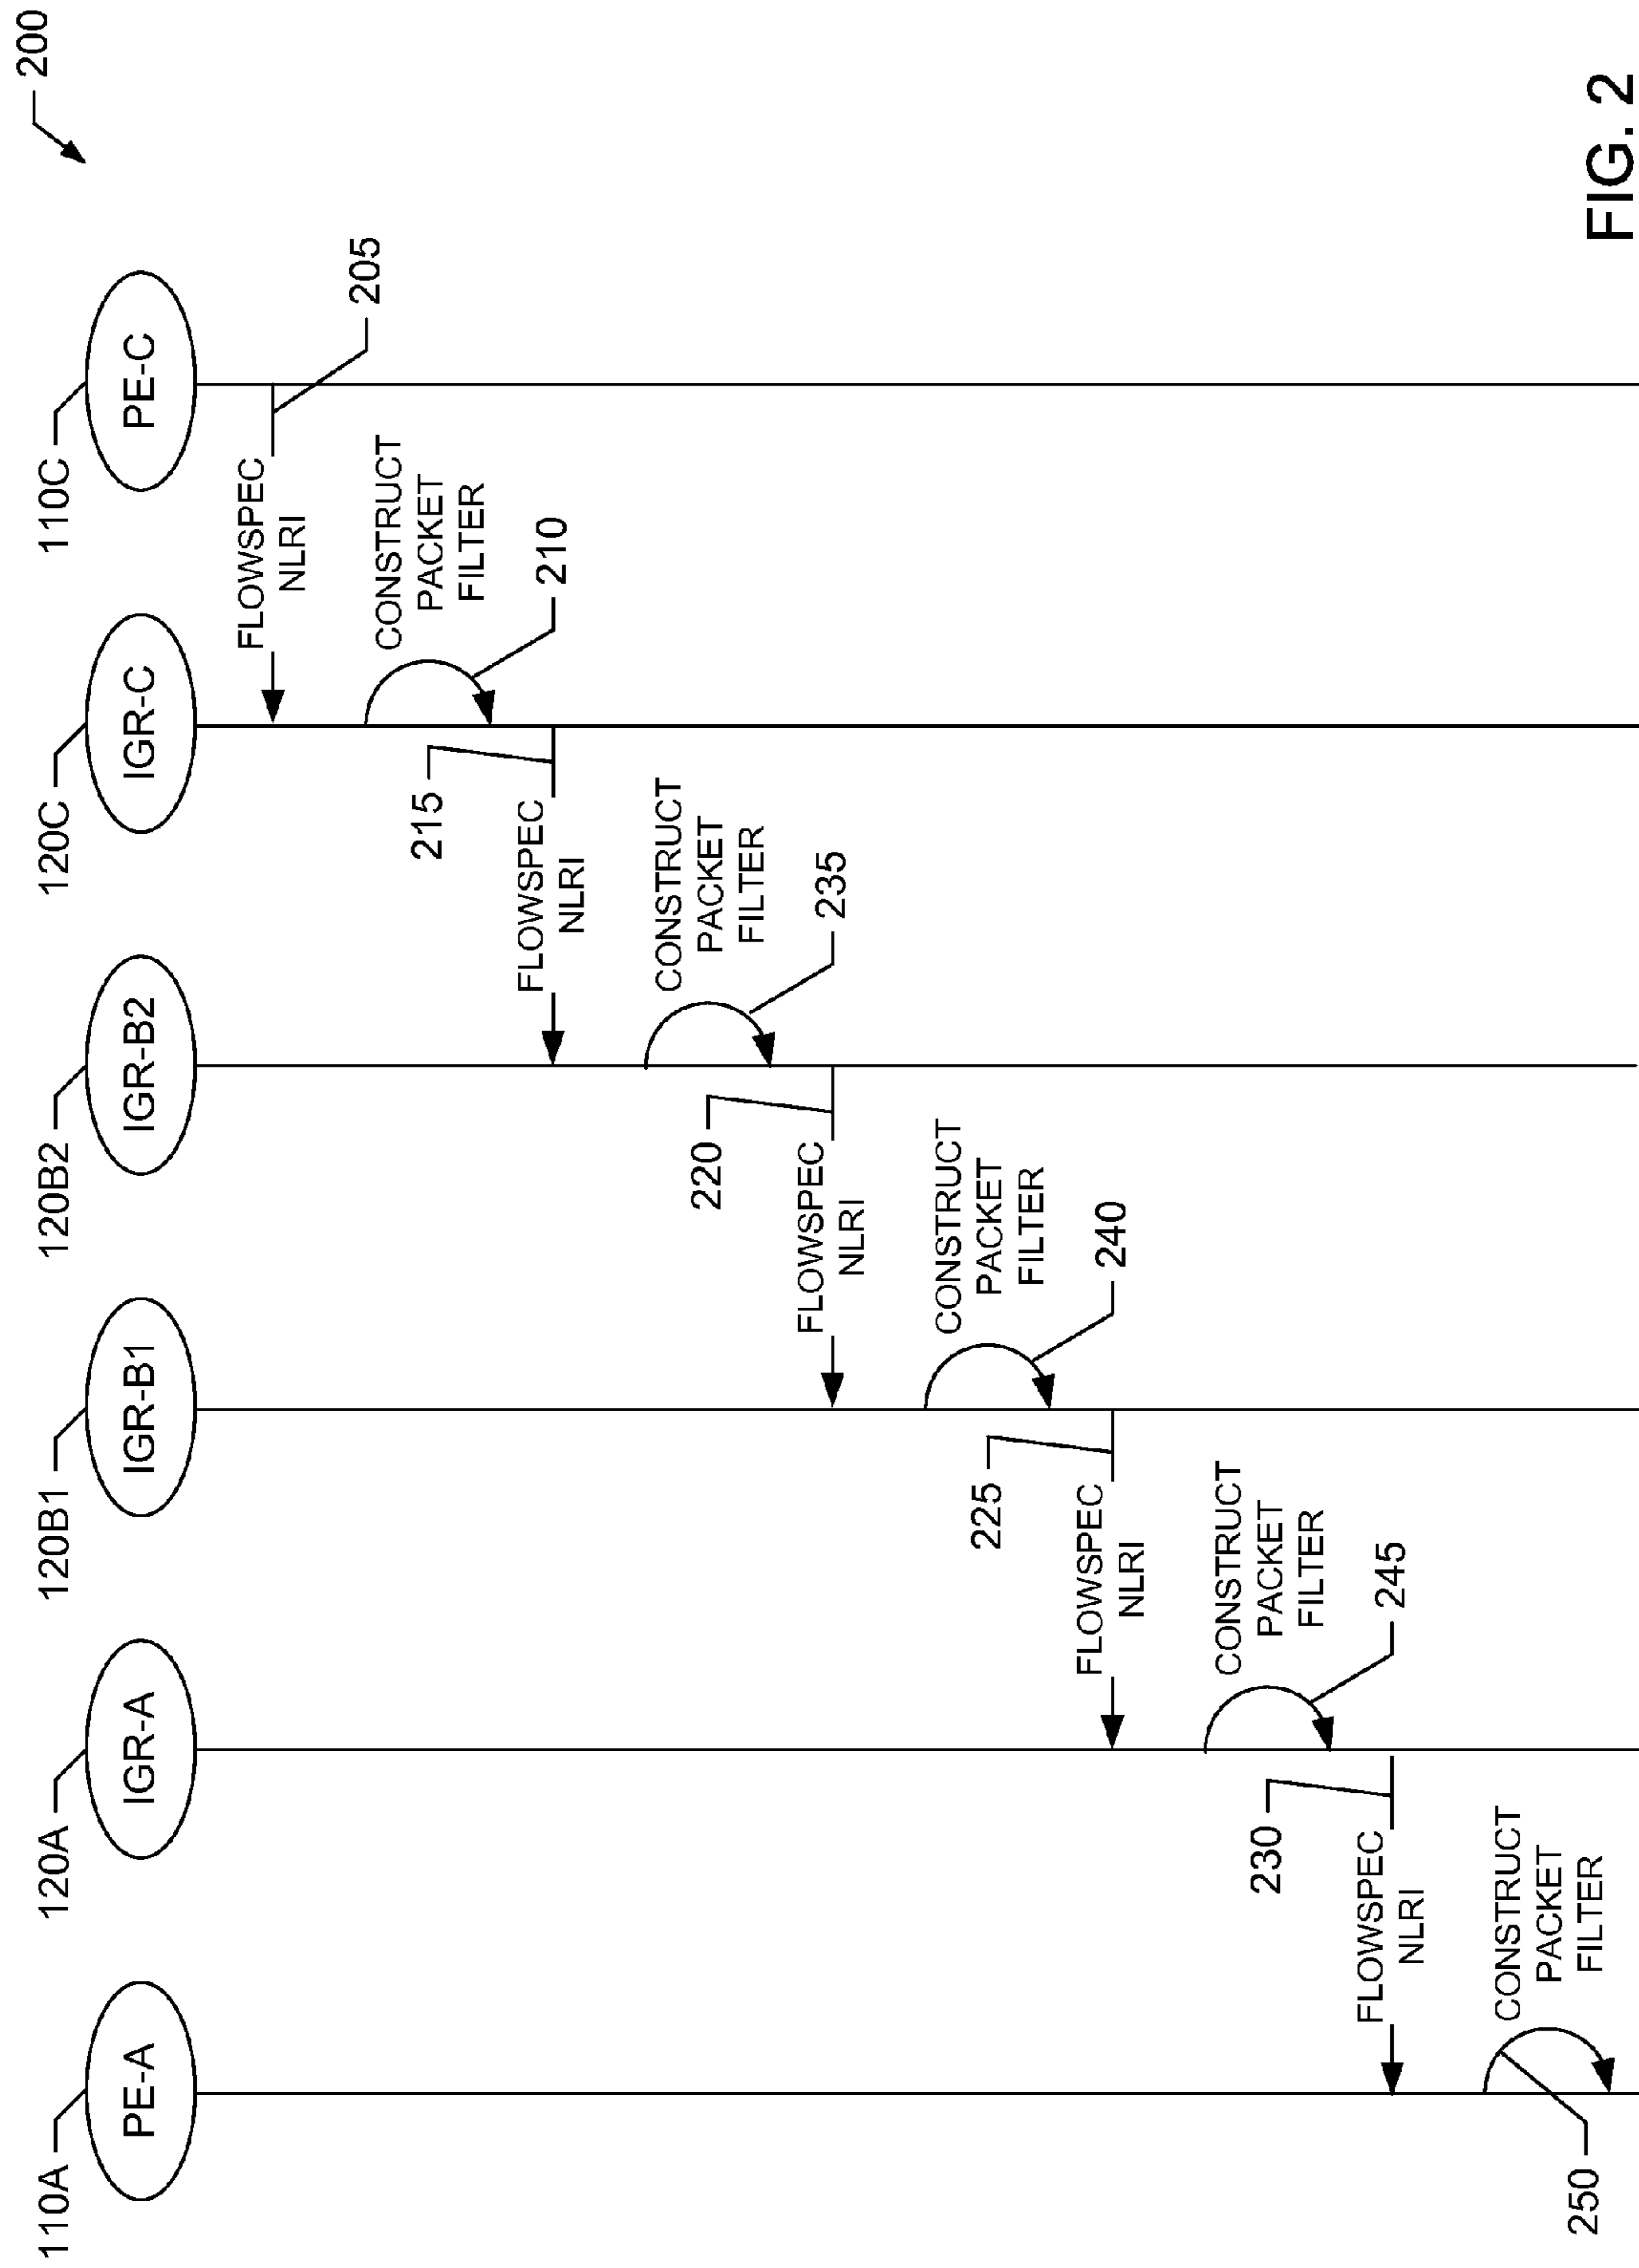 200
110A
120A
120B1
120B2
120C
110C
PE-A
IGR-A
IGR-B1
IGR-B2
IGR-C
PE-C
FLOWSPEC
NLRI
205
CONSTRUCT
PACKET
FILTER
210
215
FLOWSPEC
NLRI
CONSTRUCT
PACKET
FILTER
235
220
FLOWSPEC
NLRI
CONSTRUCT
PACKET
FILTER
240
225
FLOWSPEC
NLRI
CONSTRUCT
PACKET
FILTER
245
230
FLOWSPEC
NLRI
CONSTRUCT
PACKET
FILTER
250
FIG. 2